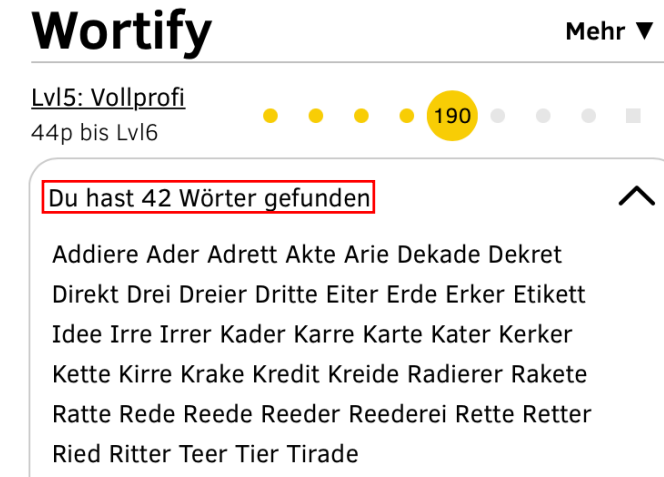 Wortify
Mehr ▼
Lvl5: Vollprofi
44p bis Lvl6
190
Du hast 42 Wörter gefunden
Addiere Ader Adrett Akte Arie Dekade Dekret
Direkt Drei Dreier Dritte Eiter Erde Erker Etikett
Idee Irre Irrer Kader Karre Karte Kater Kerker
Kette Kirre Krake Kredit Kreide Radierer Rakete
Ratte Rede Reede Reeder Reederei Rette Retter
Ried Ritter Teer Tier Tirade